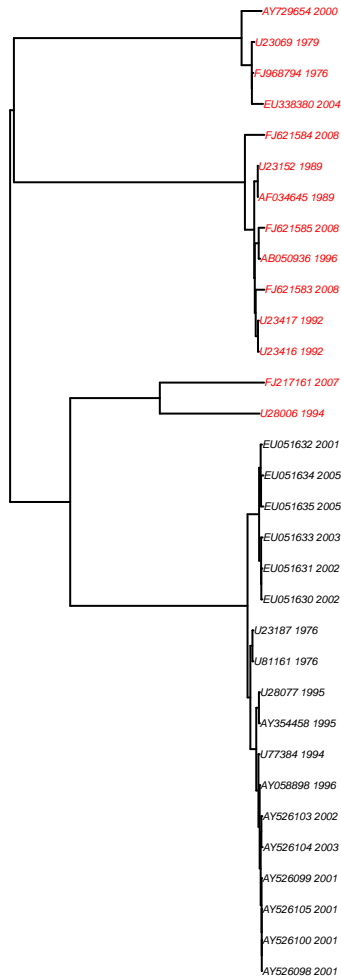 AY729654 2000
U23069 1979
FJ968794 1976
EU338380 2004
FJ621584 2008
U23152 1989
AF034645 1989
FJ621585 2008
AB050936 1996
FJ621583 2008
U23417 1992
U23416 1992
FJ217161 2007
U28006 1994
EU051632 2001
EU051634 2005
EU051635 2005
EU051633 2003
EU051631 2002
EU051630 2002
U23187 1976
U81161 1976
U28077 1995
AY354458 1995
U77384 1994
AY058898 1996
AY526103 2002
AY526104 2003
AY526099 2001
AY526105 2001
AY526100 2001
AY526098 2001